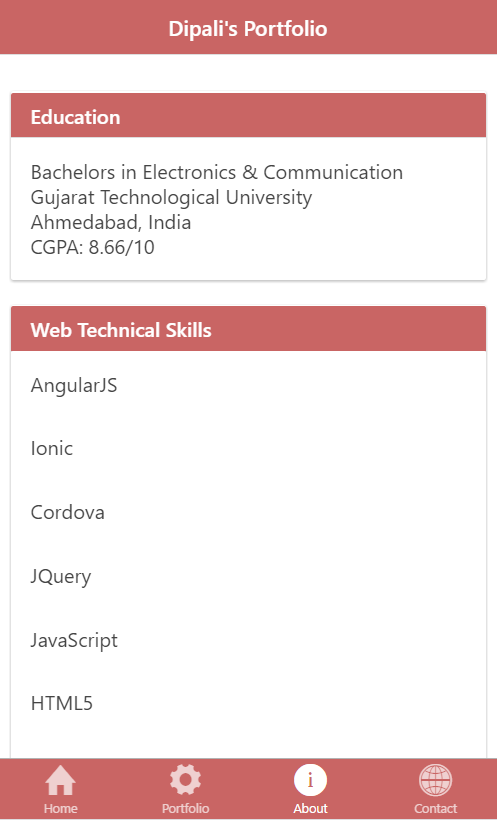 Dipali's Portfolio
Education
Bachelors in Electronics & Communication
Gujarat Technological University
Ahmedabad, India
CGPA: 8.66/10
Web Technical Skills
AngularJS
Ionic
Cordova
JQuery
JavaScript
HTML5
Home
Portfolio
About
Contact